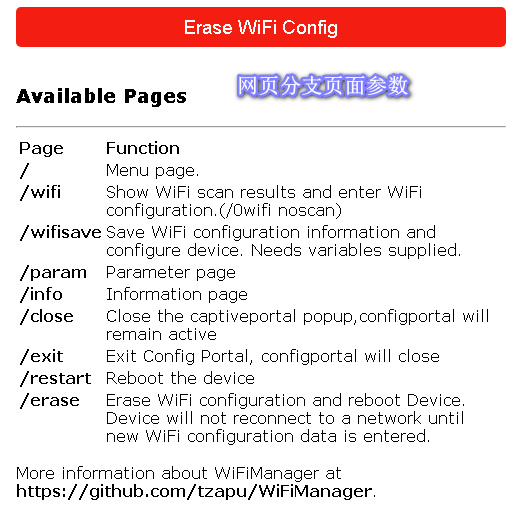 Erase WiFi Config
Available Pages
网页分支页面参数
Page Function
/ Menu page.
/wifi Show WiFi scan results and enter WiFi
configuration.(/0wifi noscan)
/wifisave Save WiFi configuration information and
configure device. Needs variables supplied.
/param Parameter page
/info Information page
/close Close the captiveportal popup,configportal will
remain active
/exit Exit Config Portal, configportal will close
/restart Reboot the device
/erase Erase WiFi configuration and reboot Device.
Device will not reconnect to a network until
new WiFi configuration data is entered.
More information about WiFiManager at
https://github.com/tzapu/WiFiManager.